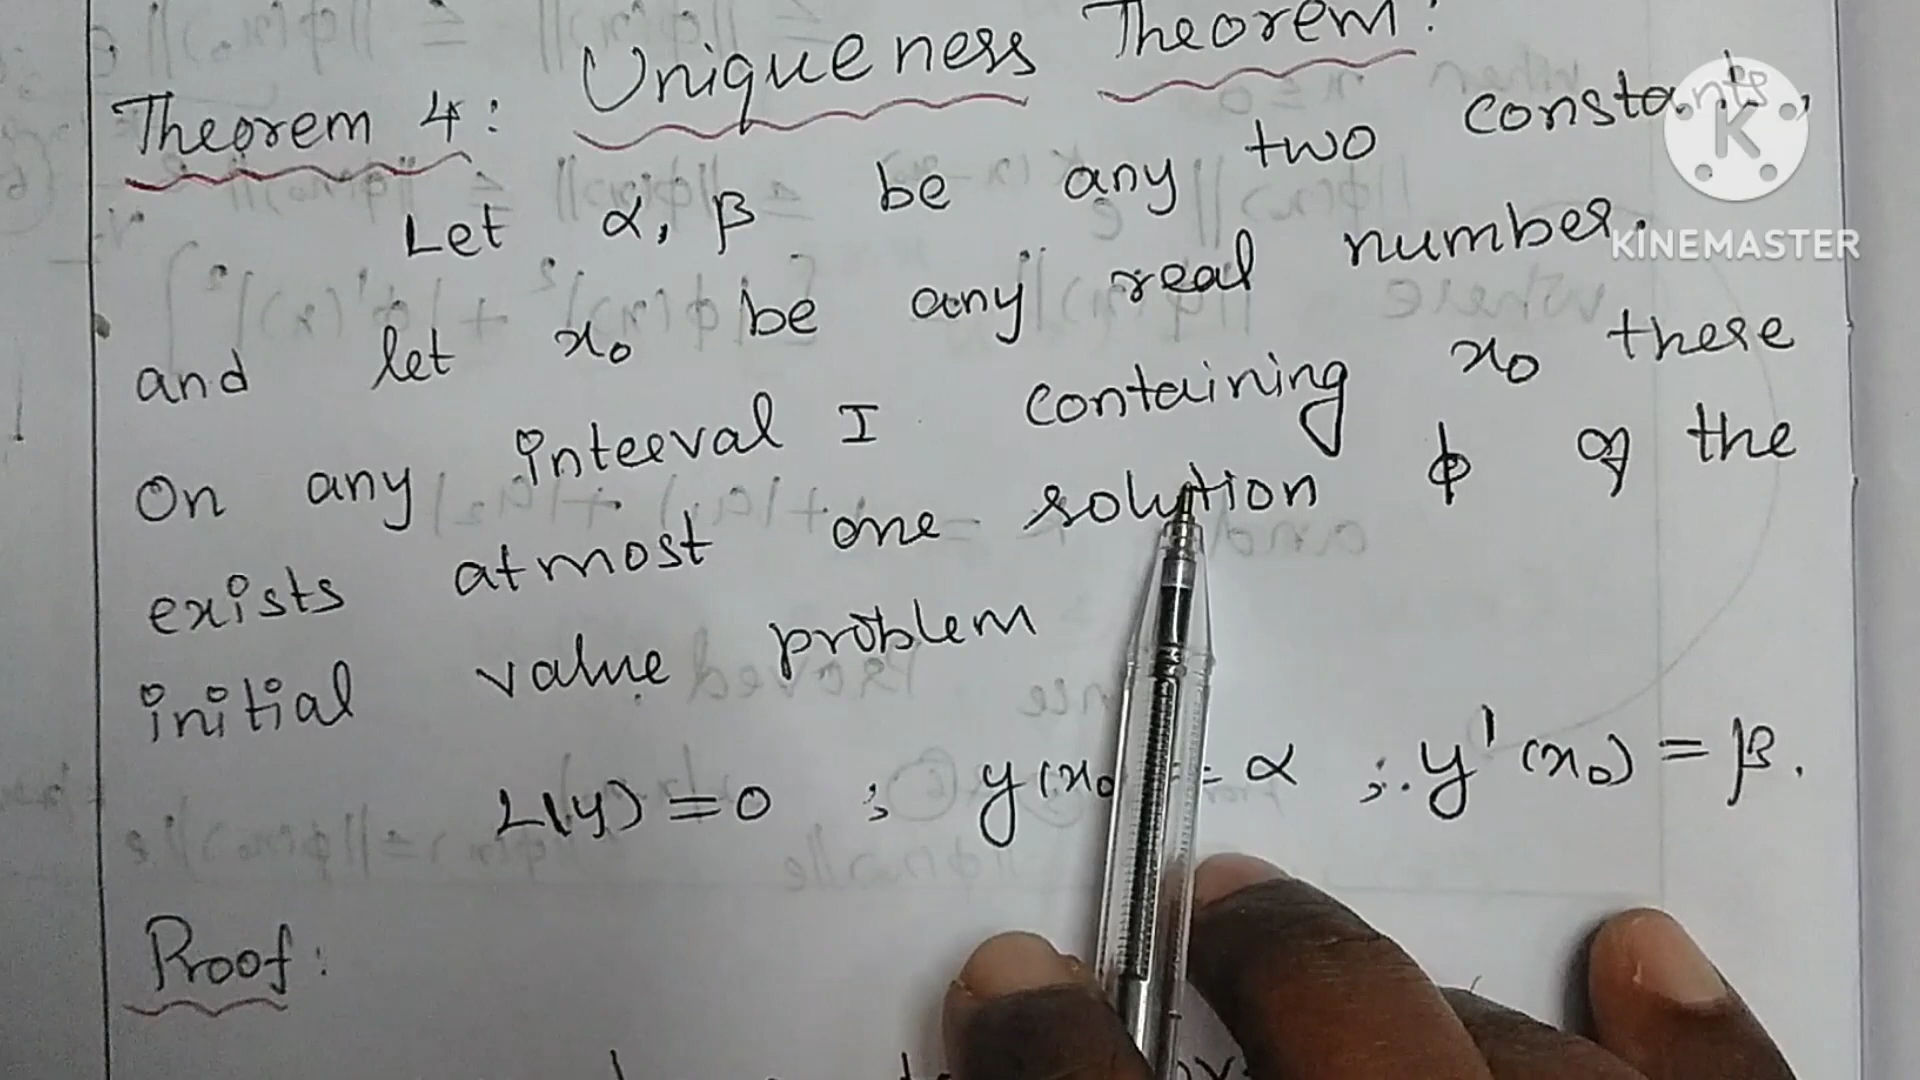 Uniqueness Theorem:
Theorem 4:
Let α, β be any two constants,
and let x₀ be any real number.
On any interval I containing x₀ there
exists atmost one solution φ of the
initial value problem
L(y) = 0 ; y(x₀) = α ; y'(x₀) = β.
Proof:
K
KINEMASTER